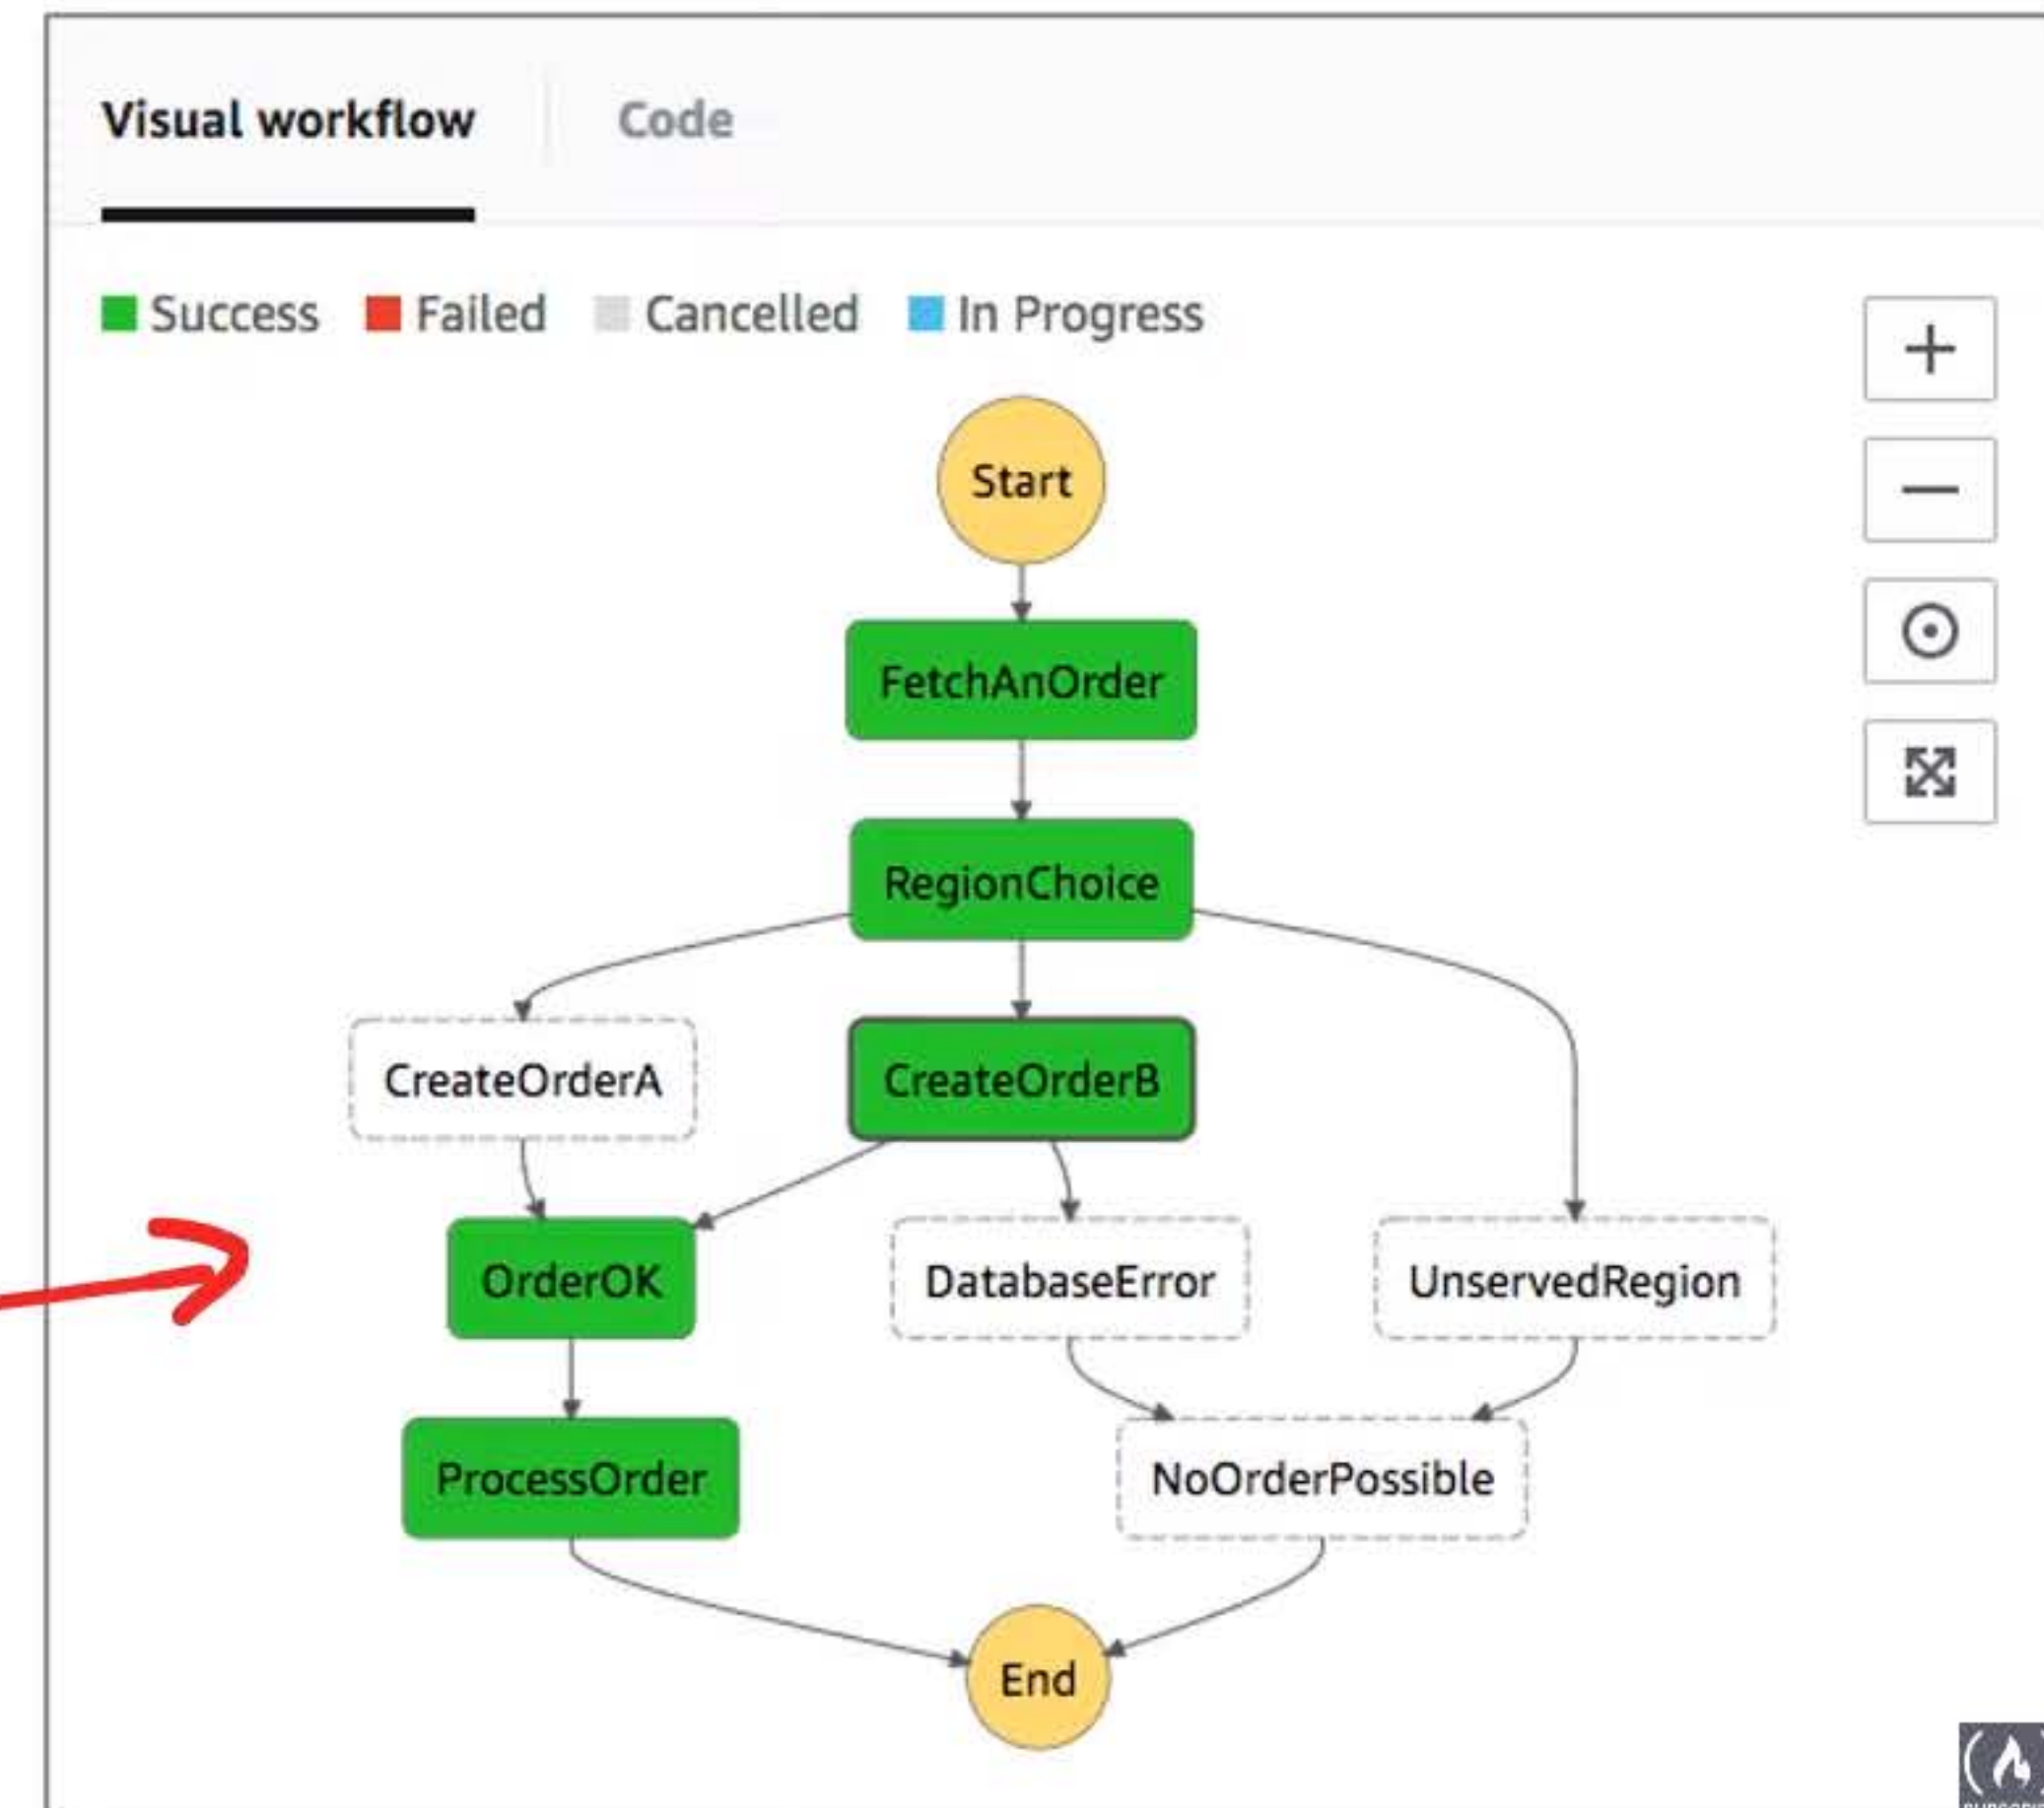 Visual workflow Code
Success Failed Cancelled In Progress
Start
FetchAnOrder
RegionChoice
CreateOrderA CreateOrderB
OrderOK DatabaseError UnservedRegion
ProcessOrder NoOrderPossible
End